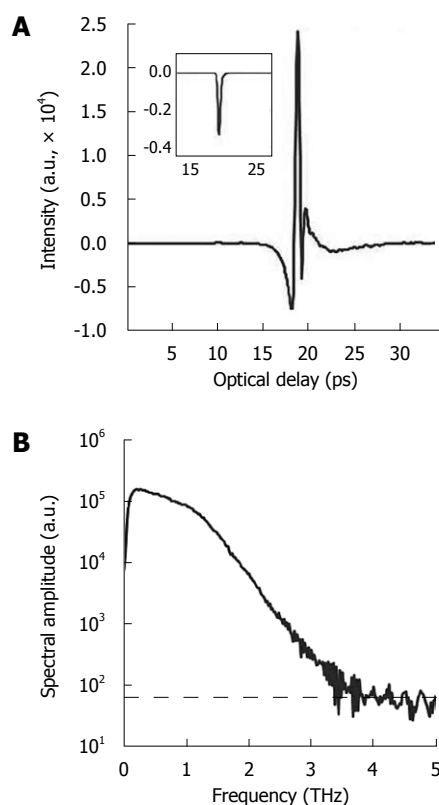 A
2.5
2.0
1.5
1.0
0.5
0.0
-0.5
-1.0
Intensity (a.u., × 10⁴)
0.0
-0.2
-0.4
15 25
5 10 15 20 25 30
Optical delay (ps)
B
10⁶
10⁵
10⁴
10³
10²
10¹
Spectral amplitude (a.u.)
0 1 2 3 4 5
Frequency (THz)